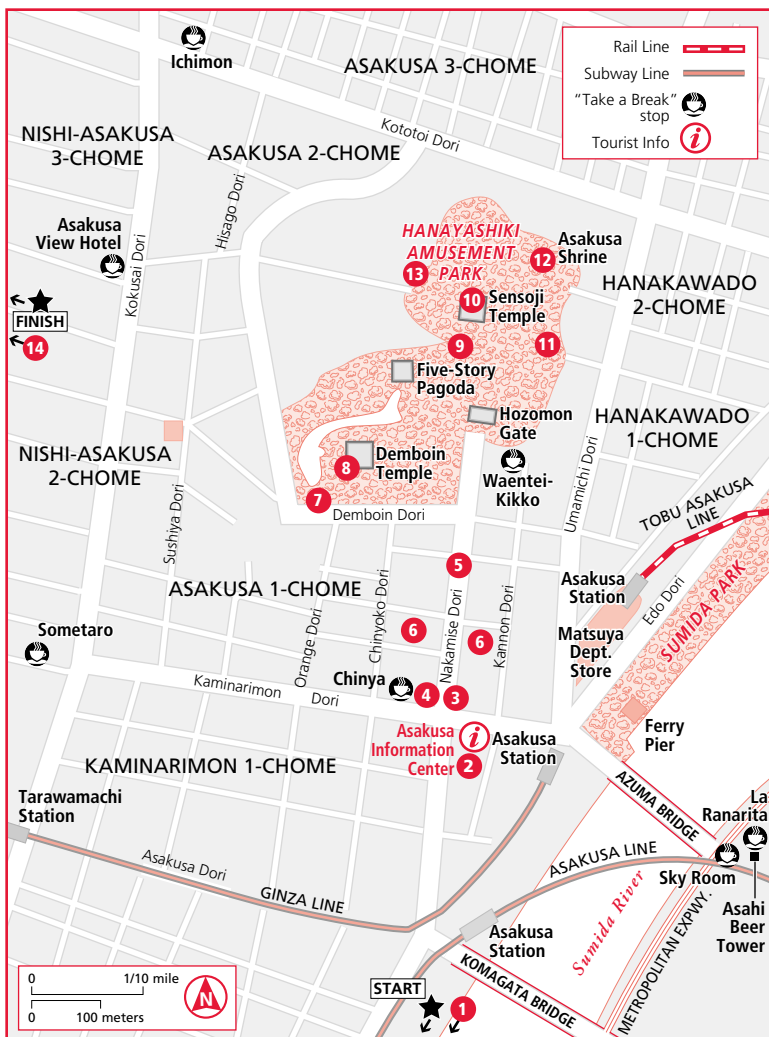 Ichimon
ASAKUSA 3-CHOME
Rail Line
Subway Line
"Take a Break"
stop
Tourist Info
i
NISHI-ASAKUSA
3-CHOME
ASAKUSA 2-CHOME
Kototoi Dori
Hisago Dori
Asakusa
View Hotel
Kokusai Dori
HANAYASHIKI
AMUSEMENT
PARK
13
12
Asakusa
Shrine
10
Sensoji
Temple
HANAKAWADO
2-CHOME
FINISH
14
9
11
Five-Story
Pagoda
Hozomon
Gate
HANAKAWADO
1-CHOME
NISHI-ASAKUSA
2-CHOME
8
Demboin
Temple
Waentei-
Kikko
7
Demboin Dori
Umamichi Dori
TOBU ASAKUSA
LINE
Sushiya Dori
5
ASAKUSA 1-CHOME
Asakusa
Station
Edo Dori
SUMIDA PARK
Matsuya
Dept.
Store
Orange Dori
Chinyoko Dori
6
Nakamise Dori
6
Kannon Dori
Sometaro
Kaminarimon
Dori
Chinya
4
3
Asakusa
Information
Center
i
2
Asakusa
Station
Ferry
Pier
KAMINARIMON 1-CHOME
Tarawamachi
Station
AZUMA BRIDGE
La
Ranarita
Asakusa Dori
GINZA LINE
ASAKUSA LINE
Sky Room
Asahi
Beer
Tower
Asakusa
Station
Sumida River
METROPOLITAN EXPWY.
KOMAGATA BRIDGE
START
1
0
1/10 mile
0
100 meters
N